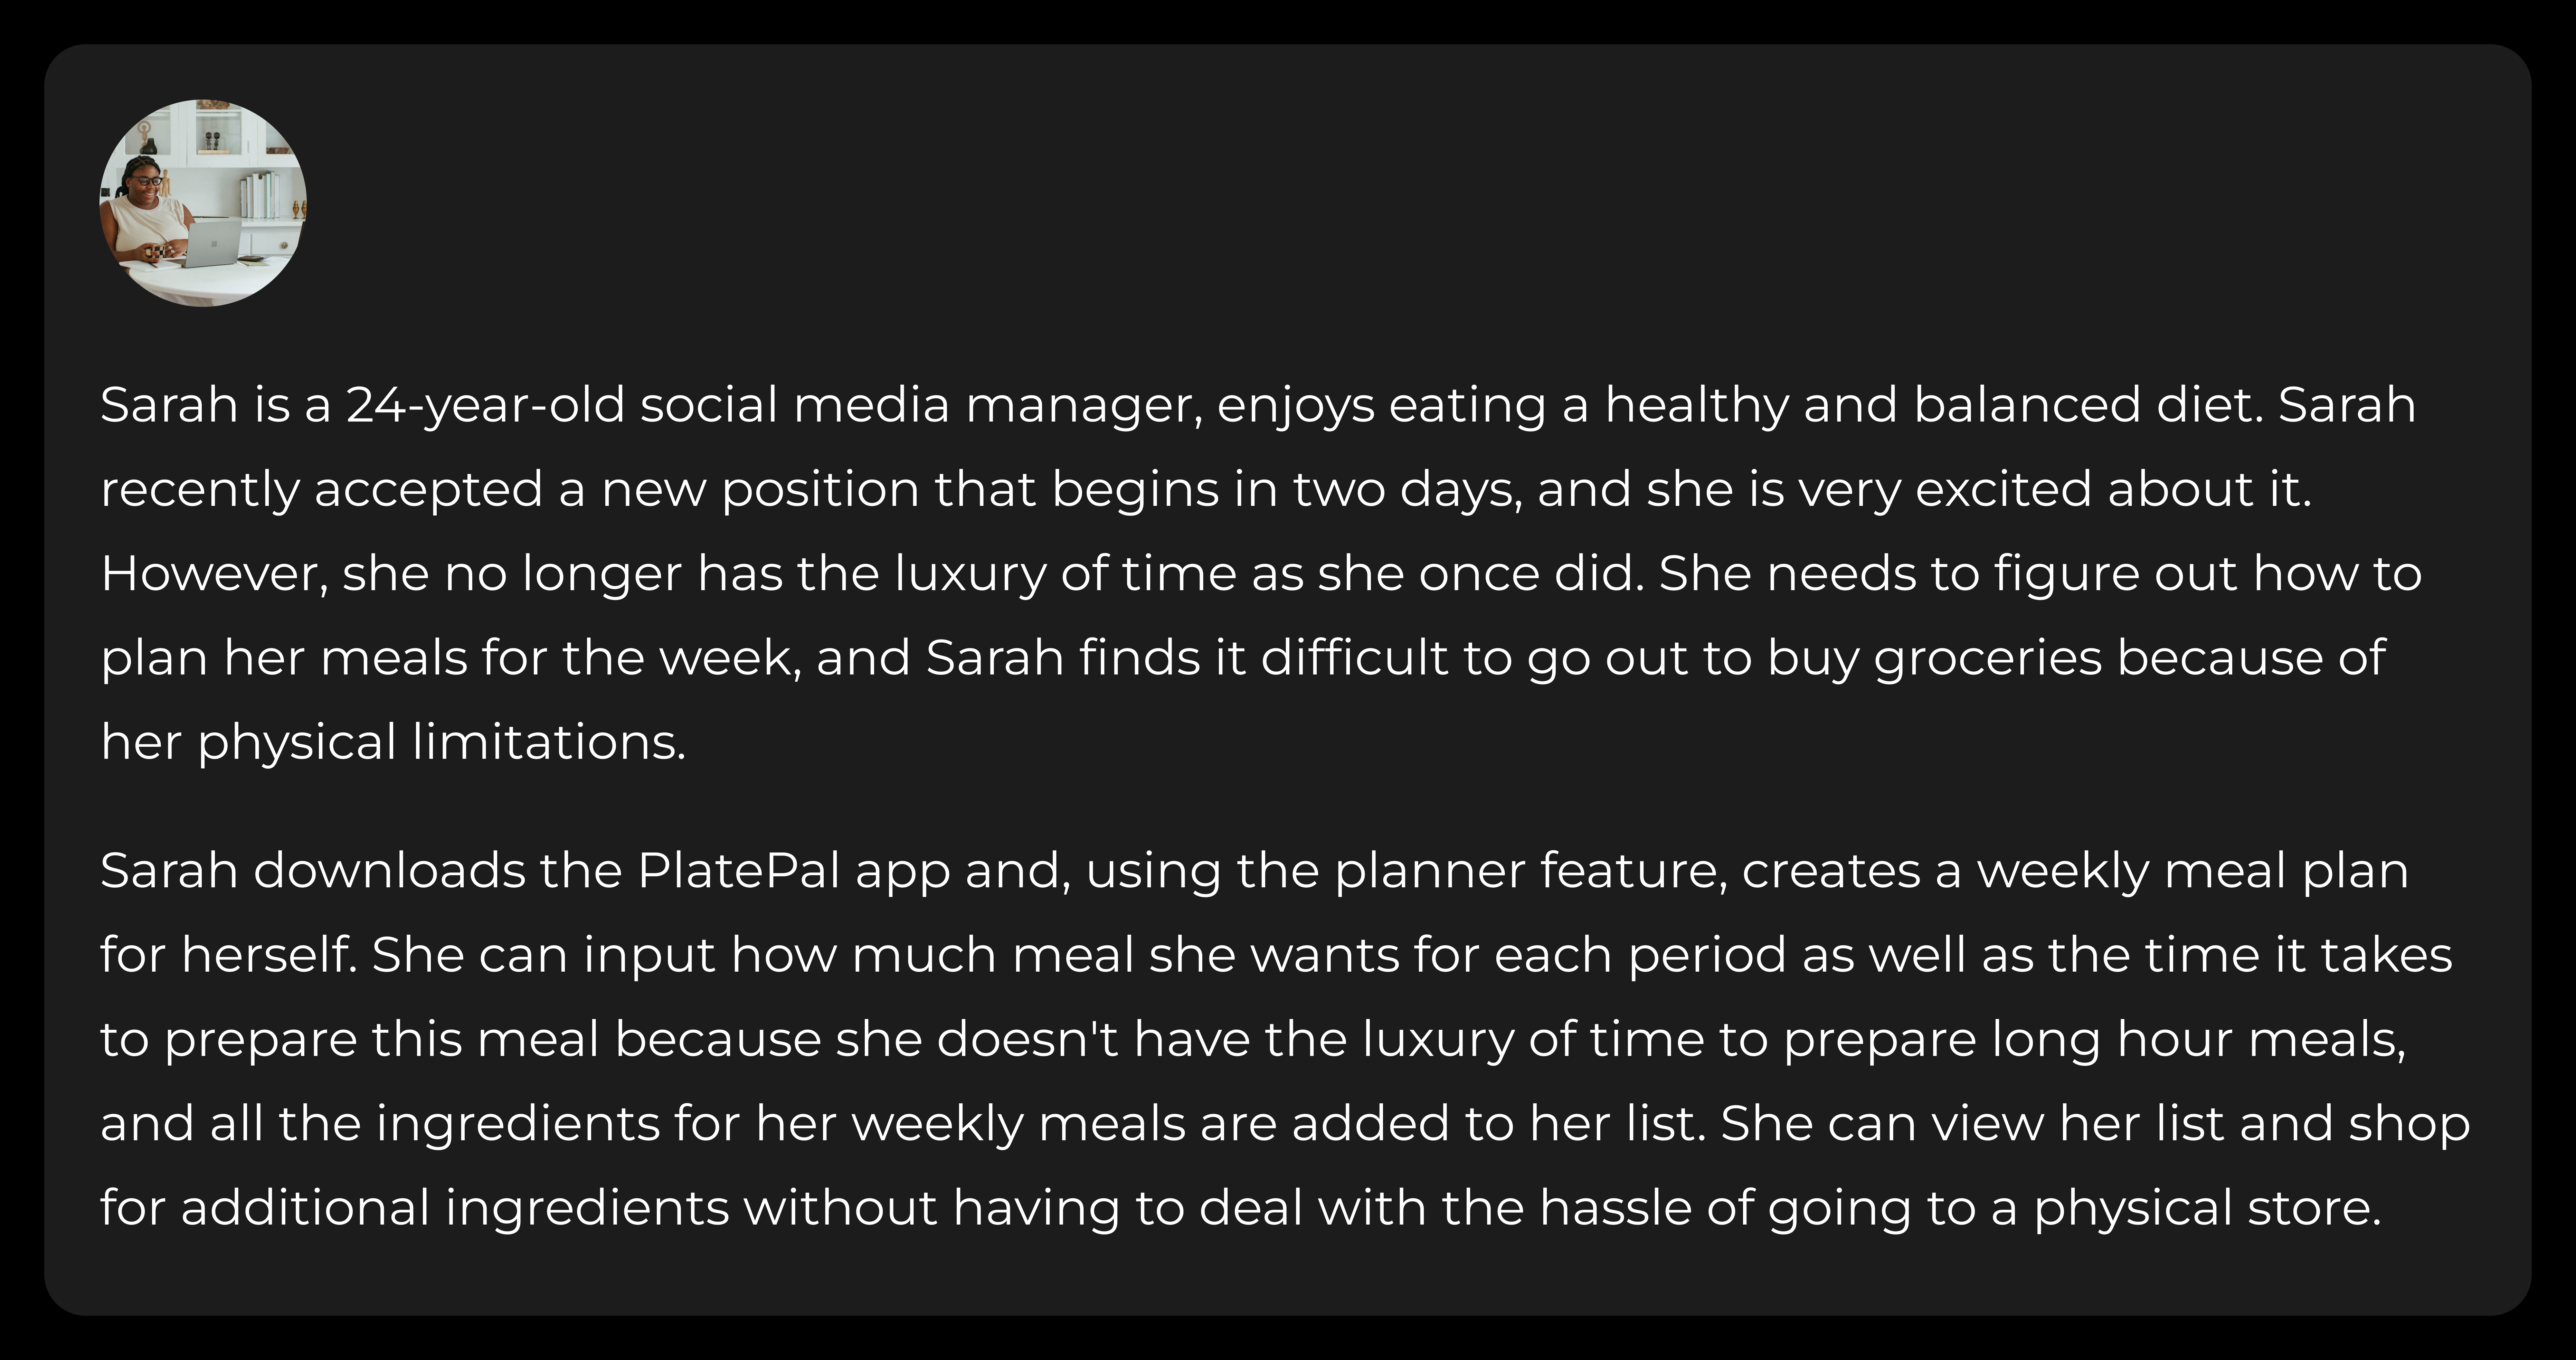 Sarah is a 24-year-old social media manager, enjoys eating a healthy and balanced diet. Sarah
recently accepted a new position that begins in two days, and she is very excited about it.
However, she no longer has the luxury of time as she once did. She needs to figure out how to
plan her meals for the week, and Sarah finds it difficult to go out to buy groceries because of
her physical limitations.
Sarah downloads the PlatePal app and, using the planner feature, creates a weekly meal plan
for herself. She can input how much meal she wants for each period as well as the time it takes
to prepare this meal because she doesn't have the luxury of time to prepare long hour meals,
and all the ingredients for her weekly meals are added to her list. She can view her list and shop
for additional ingredients without having to deal with the hassle of going to a physical store.